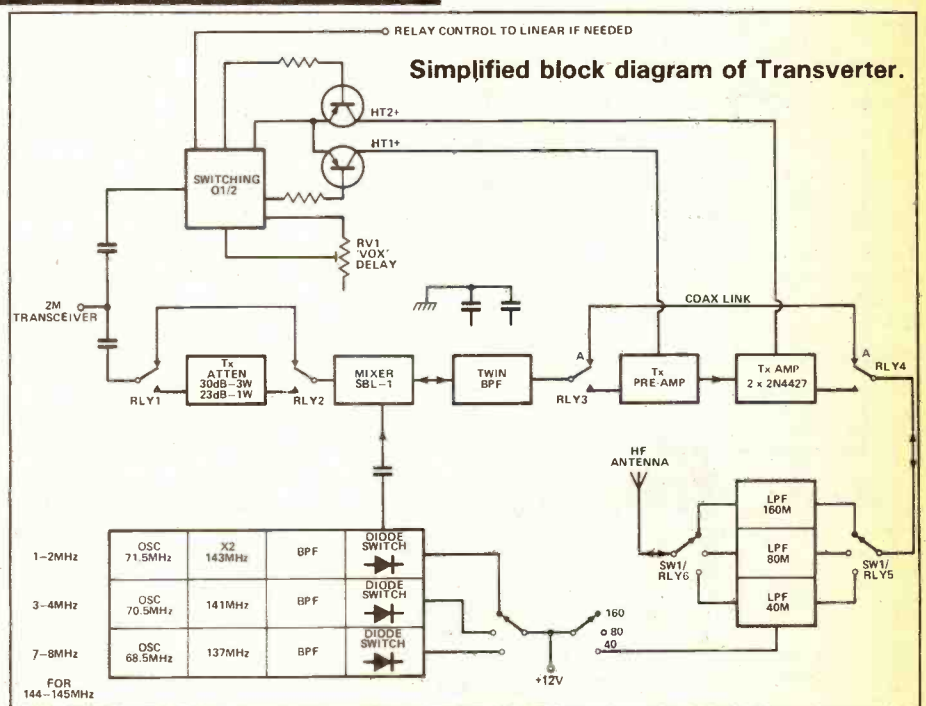 RELAY CONTROL TO LINEAR IF NEEDED
Simplified block diagram of Transverter.
HT2+
HT1+
SWITCHING
Q1/2
RV1
'VOX'
DELAY
2M
TRANSCEIVER
COAX LINK
RLY1
Tx
ATTEN
30dB–3W
23dB–1W
RLY2
MIXER
SBL-1
TWIN
BPF
A
RLY3
Tx
PRE-AMP
Tx AMP
2 x 2N4427
A
RLY4
HF
ANTENNA
SW1/
RLY6
LPF
160M
LPF
80M
LPF
40M
SW1/
RLY5
1–2MHz
OSC
71.5MHz
X2
143MHz
BPF
DIODE
SWITCH
3–4MHz
OSC
70.5MHz
141MHz
BPF
DIODE
SWITCH
7–8MHz
OSC
68.5MHz
137MHz
BPF
DIODE
SWITCH
FOR
144–145MHz
160
80
40
+12V